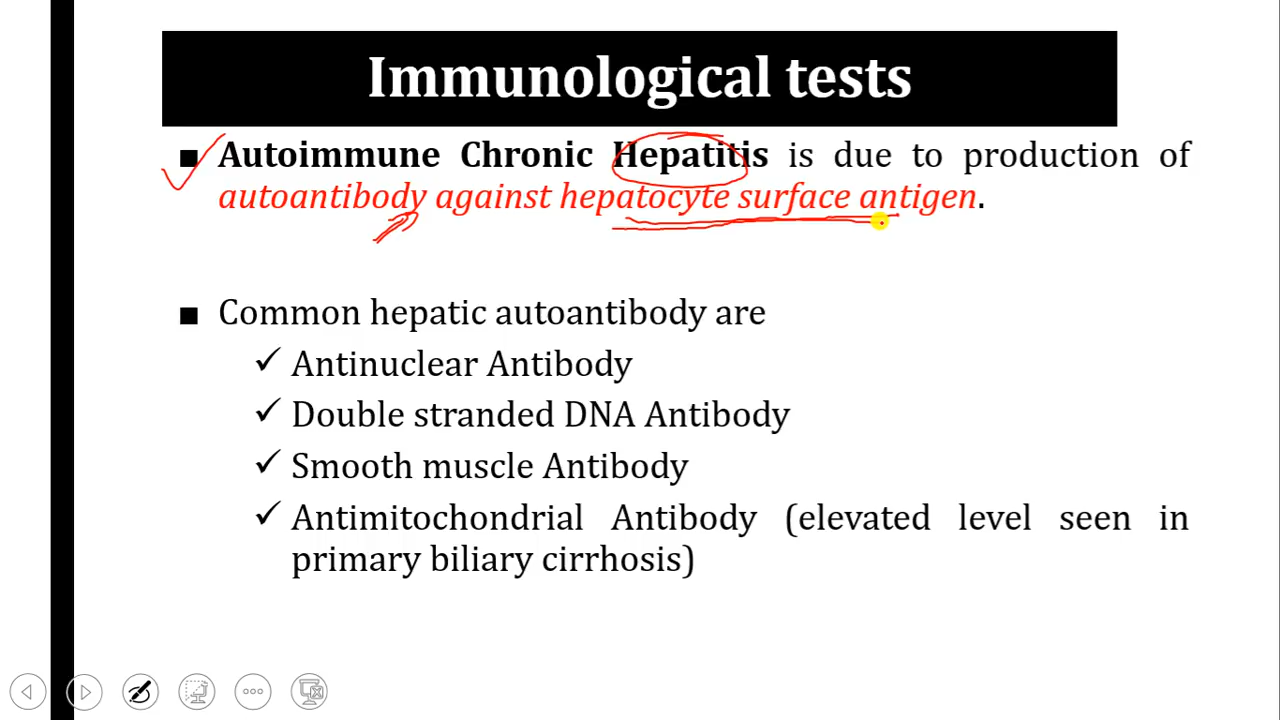 Immunological tests
■ Autoimmune Chronic Hepatitis is due to production of
autoantibody against hepatocyte surface antigen.
■ Common hepatic autoantibody are
✓ Antinuclear Antibody
✓ Double stranded DNA Antibody
✓ Smooth muscle Antibody
✓ Antimitochondrial Antibody (elevated level seen in
primary biliary cirrhosis)